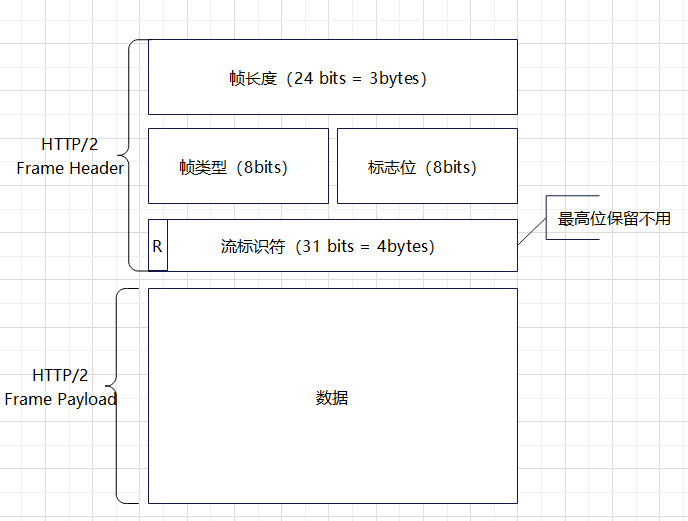 帧长度（24 bits = 3bytes）
HTTP/2
Frame Header
帧类型（8bits）
标志位（8bits）
最高位保留不用
R
流标识符（31 bits = 4bytes）
HTTP/2
Frame Payload
数据